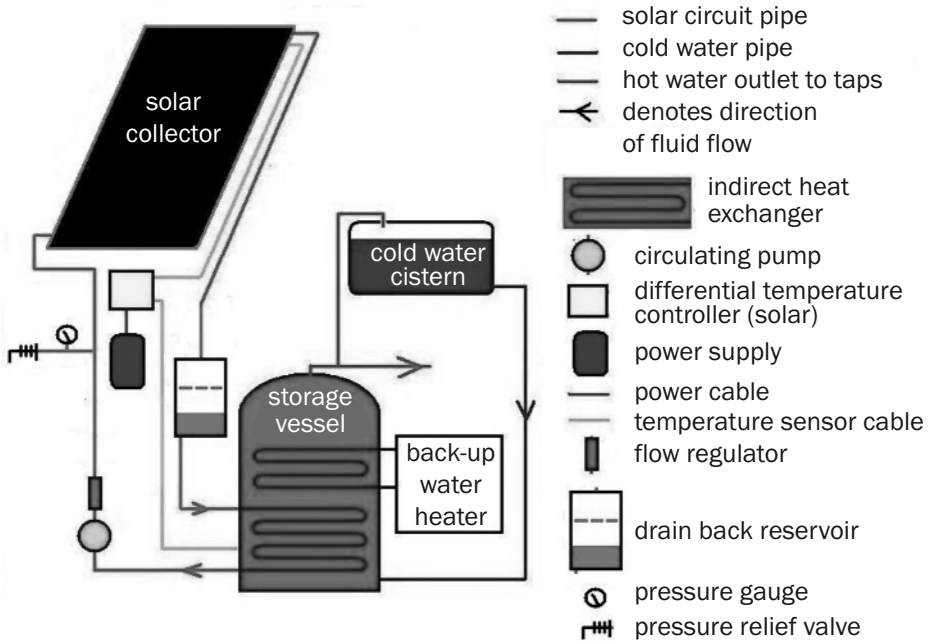 solar
collector
cold water
cistern
storage
vessel
back-up
water
heater
solar circuit pipe
cold water pipe
hot water outlet to taps
denotes direction
of fluid flow
indirect heat
exchanger
circulating pump
differential temperature
controller (solar)
power supply
power cable
temperature sensor cable
flow regulator
drain back reservoir
pressure gauge
pressure relief valve